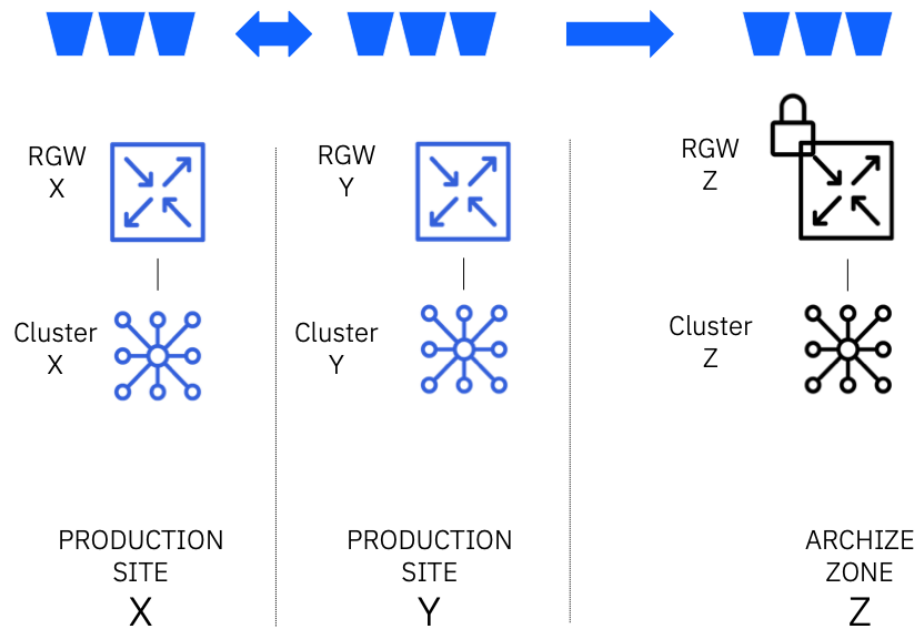 RGW
X
RGW
Y
RGW
Z
Cluster
X
Cluster
Y
Cluster
Z
PRODUCTION
SITE
X
PRODUCTION
SITE
Y
ARCHIZE
ZONE
Z